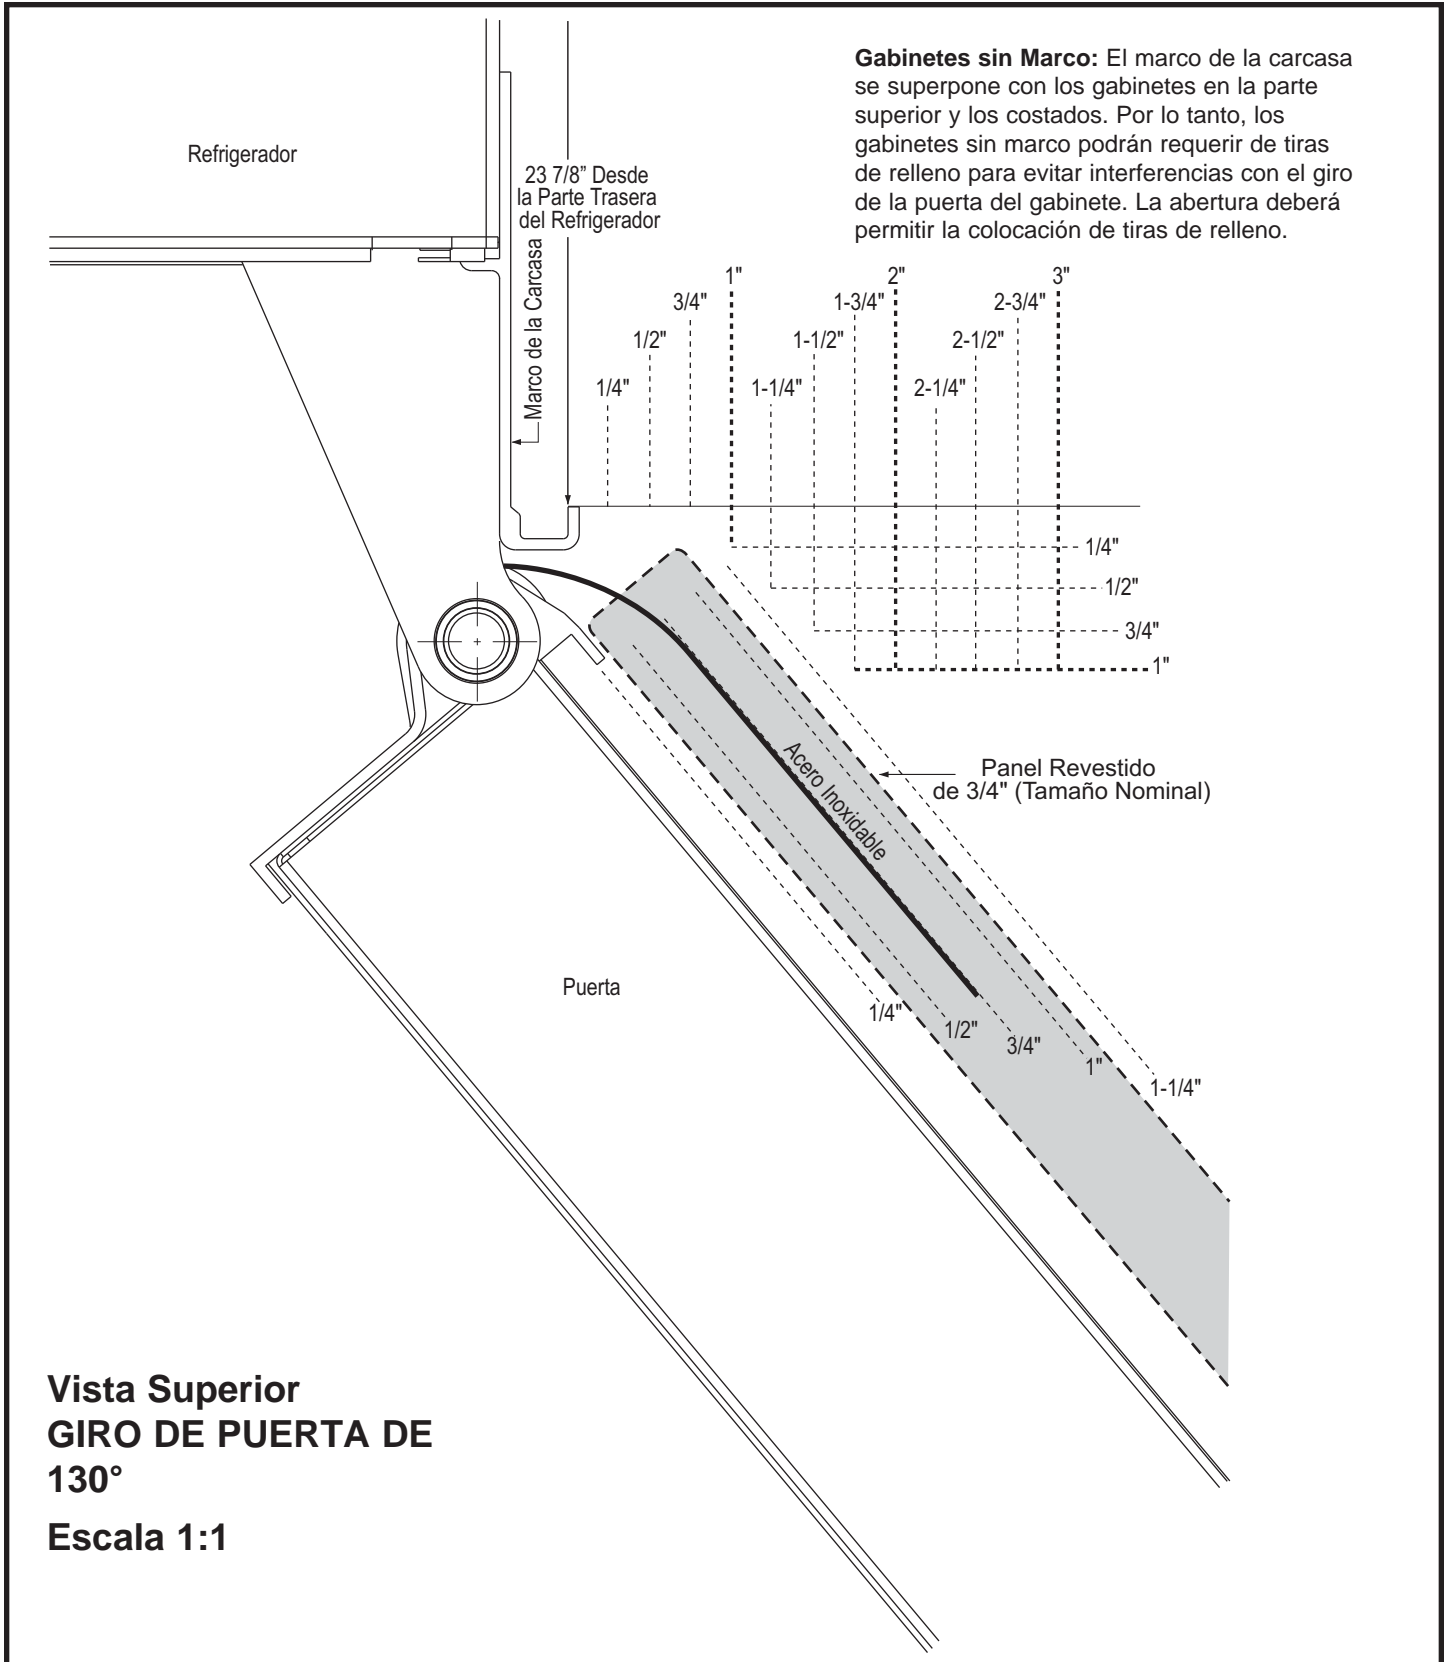 Gabinetes sin Marco: El marco de la carcasa
se superpone con los gabinetes en la parte
superior y los costados. Por lo tanto, los
gabinetes sin marco podrán requerir de tiras
de relleno para evitar interferencias con el giro
de la puerta del gabinete. La abertura deberá
permitir la colocación de tiras de relleno.
Refrigerador
23 7/8” Desde
la Parte Trasera
del Refrigerador
Marco de la Carcasa
1/4"
1/2"
3/4"
1"
1-1/4"
1-1/2"
1-3/4"
2"
2-1/4"
2-1/2"
2-3/4"
3"
1/4"
1/2"
3/4"
1"
Panel Revestido
de 3/4" (Tamaño Nominal)
Acero Inoxidable
Puerta
1/4"
1/2"
3/4"
1"
1-1/4"
Vista Superior
GIRO DE PUERTA DE
130°
Escala 1:1